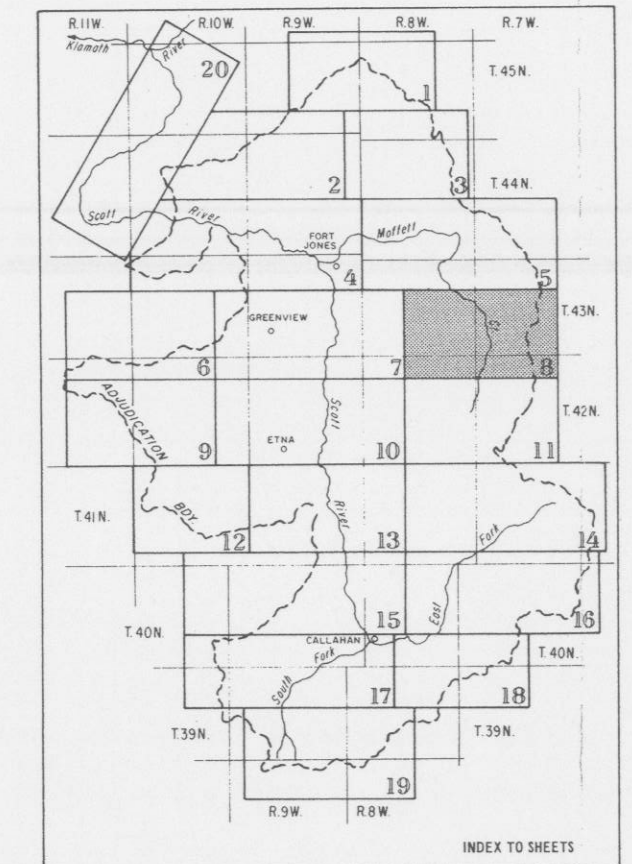 R.11W. R.10W. R.9W. R.8W. R.7W.
Klamath River
20
T.45N.
1
2
3
T.44N.
Scott River
FORT JONES
Moffett
4
5
T.43N.
GREENVIEW
Cr.
6
7
8
ADJUDICATION
Scott
T.42N.
ETNA
9
10
11
T.41N.
BDY.
River
Fork
12
13
14
T.40N.
East
15
16
CALLAHAN
South Fork
T.40N.
17
18
T.39N.
T.39N.
19
R.9W. R.8W.
INDEX TO SHEETS